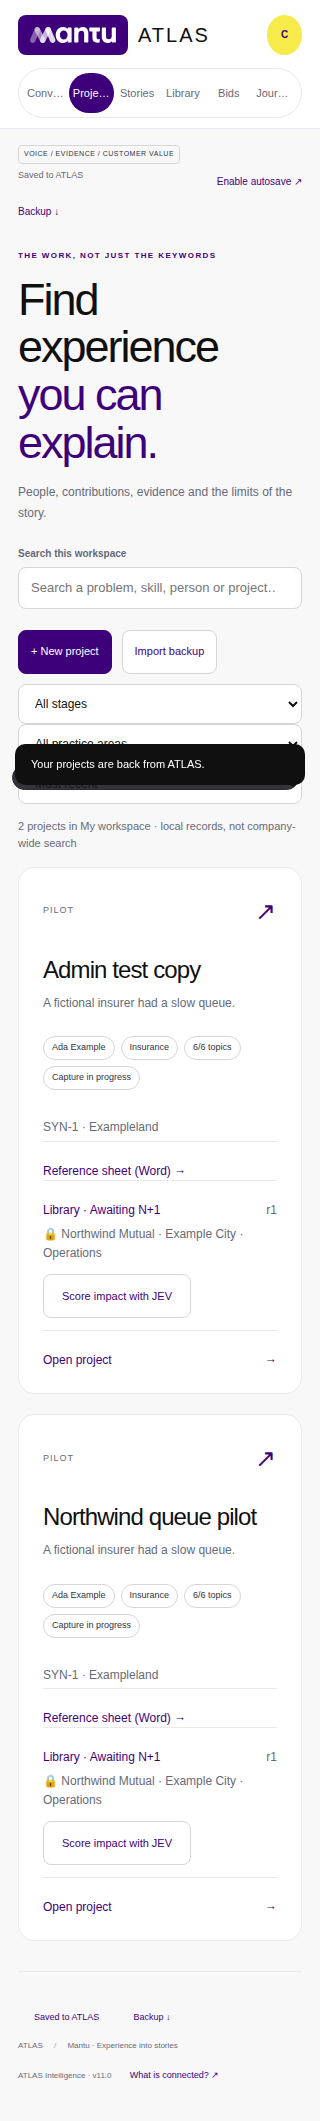 mantu ATLAS C
Conv… Proje… Stories Library Bids Jour…
VOICE / EVIDENCE / CUSTOMER VALUE
Saved to ATLAS
Enable autosave ↗
Backup ↓
THE WORK, NOT JUST THE KEYWORDS
Find
experience
you can
explain.
People, contributions, evidence and the limits of the
story.
Search this workspace
Search a problem, skill, person or project..
+ New project Import backup
All stages
All practice areas
Your projects are back from ATLAS.
2 projects in My workspace · local records, not company-
wide search
PILOT ↗
Admin test copy
A fictional insurer had a slow queue.
Ada Example Insurance 6/6 topics
Capture in progress
SYN-1 · Exampleland
Reference sheet (Word) →
Library · Awaiting N+1 r1
🔒 Northwind Mutual · Example City ·
Operations
Score impact with JEV
Open project →
PILOT ↗
Northwind queue pilot
A fictional insurer had a slow queue.
Ada Example Insurance 6/6 topics
Capture in progress
SYN-1 · Exampleland
Reference sheet (Word) →
Library · Awaiting N+1 r1
🔒 Northwind Mutual · Example City ·
Operations
Score impact with JEV
Open project →
Saved to ATLAS Backup ↓
ATLAS / Mantu · Experience into stories
ATLAS Intelligence · v11.0 What is connected? ↗